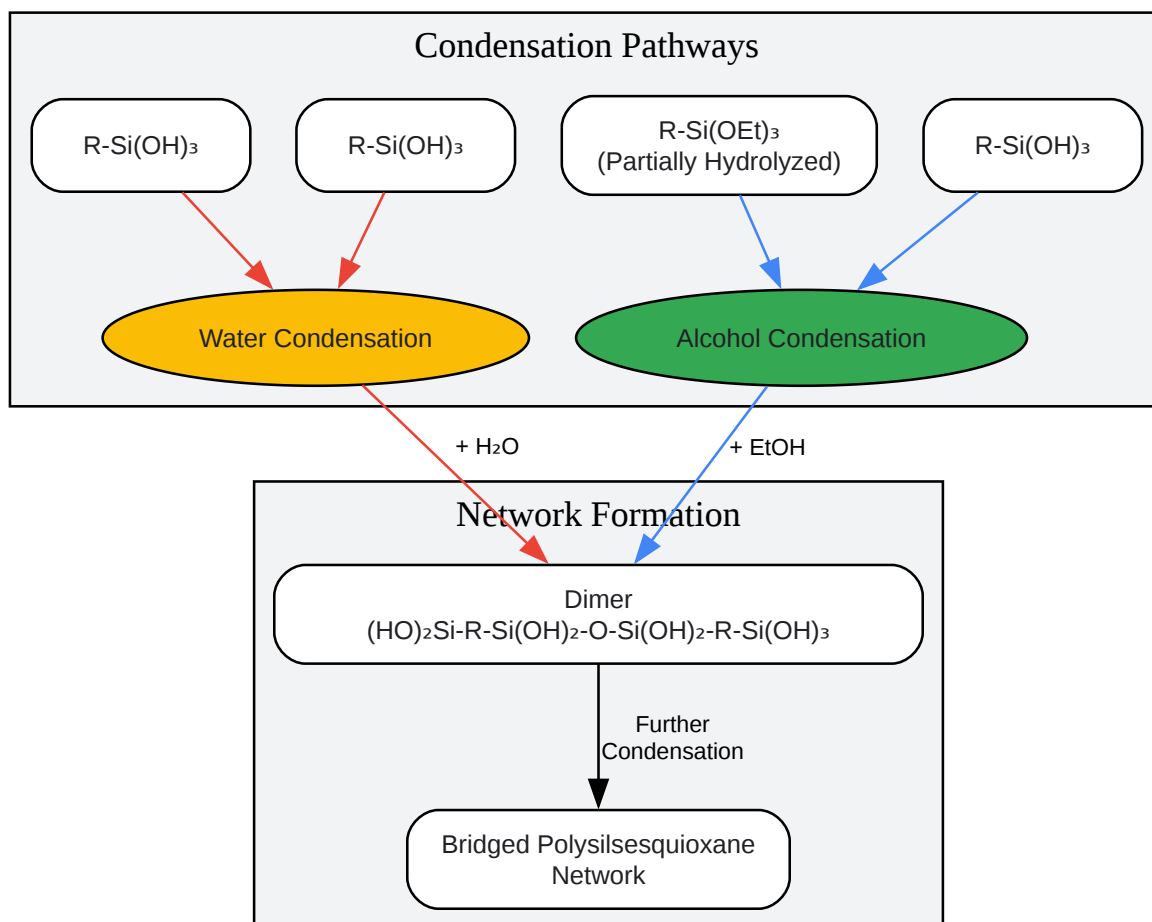 Condensation Pathways
R-Si(OH)₃
R-Si(OH)₃
R-Si(OEt)₃
(Partially Hydrolyzed)
R-Si(OH)₃
Water Condensation
Alcohol Condensation
+ H₂O
+ EtOH
Network Formation
Dimer
(HO)₂Si-R-Si(OH)₂-O-Si(OH)₂-R-Si(OH)₃
Further
Condensation
Bridged Polysilsesquioxane
Network